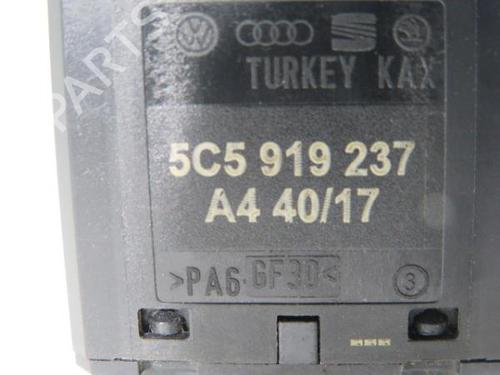 TURKEY KAX
5C5 919 237
A4 40/17
>PA6-GF30<
3